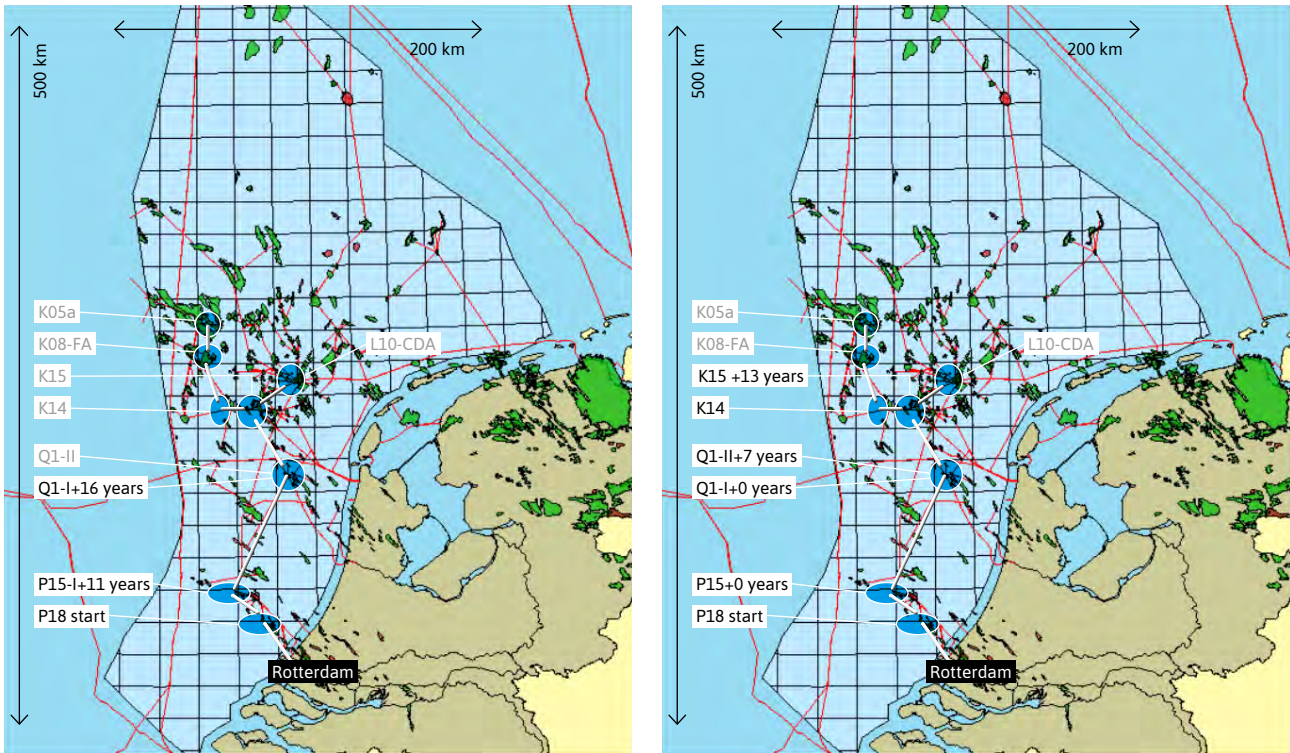 500 km
200 km
K05a
K08-FA
L10-CDA
K15
K14
Q1-II
Q1-I+16 years
P15-I+11 years
P18 start
Rotterdam
500 km
200 km
K05a
K08-FA
L10-CDA
K15 +13 years
K14
Q1-II+7 years
Q1-I+0 years
P15+0 years
P18 start
Rotterdam